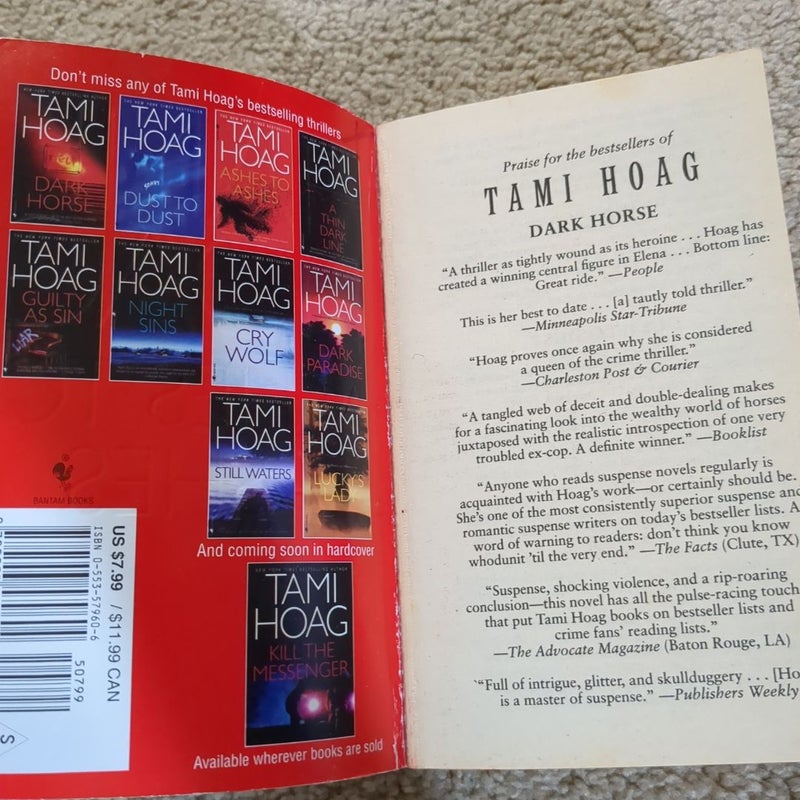 Don't miss any of Tami Hoag's bestselling thrillers
TAMI
HOAG
DARK
HORSE
TAMI
HOAG
DUST TO
DUST
TAMI
HOAG
ASHES TO
ASHES
TAMI
HOAG
A
THIN
DARK
LINE
TAMI
HOAG
GUILTY
AS SIN
TAMI
HOAG
NIGHT
SINS
TAMI
HOAG
CRY
WOLF
TAMI
HOAG
DARK
PARADISE
TAMI
HOAG
STILL WATERS
TAMI
HOAG
LUCKY'S
LADY
BANTAM BOOKS
And coming soon in hardcover
TAMI
HOAG
KILL THE
MESSENGER
Available wherever books are sold
US $7.99 / $11.99 CAN
ISBN 0-553-57960-6
50799
S
Praise for the bestsellers of
TAMI HOAG
DARK HORSE
“A thriller as tightly wound as its heroine . . . Hoag has
created a winning central figure in Elena . . . Bottom line:
Great ride.” —People
This is her best to date . . . [a] tautly told thriller.”
—Minneapolis Star-Tribune
“Hoag proves once again why she is considered
a queen of the crime thriller.”
—Charleston Post & Courier
“A tangled web of deceit and double-dealing makes
for a fascinating look into the wealthy world of horses
juxtaposed with the realistic introspection of one very
troubled ex-cop. A definite winner.” —Booklist
“Anyone who reads suspense novels regularly is
acquainted with Hoag's work—or certainly should be.
She's one of the most consistently superior suspense and
romantic suspense writers on today's bestseller lists. A
word of warning to readers: don't think you know
whodunit 'til the very end.” —The Facts (Clute, TX)
“Suspense, shocking violence, and a rip-roaring
conclusion—this novel has all the pulse-racing touch
that put Tami Hoag books on bestseller lists and
crime fans' reading lists.”
—The Advocate Magazine (Baton Rouge, LA)
“Full of intrigue, glitter, and skullduggery . . . [Ho
is a master of suspense.” —Publishers Weekly